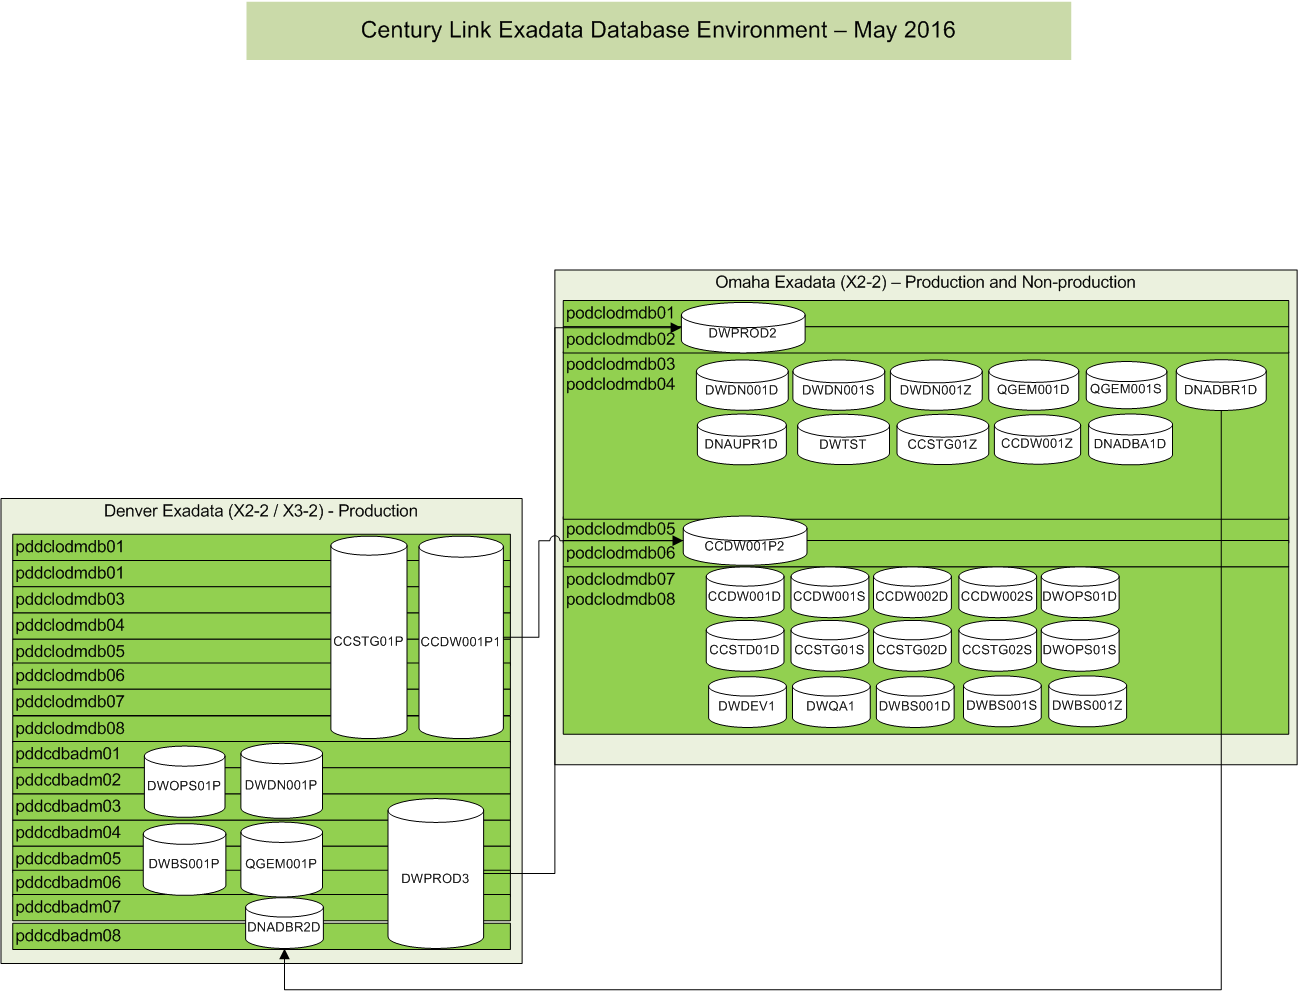 Century Link Exadata Database Environment – May 2016
Omaha Exadata (X2-2) – Production and Non-production
podclodmdb01
podclodmdb02
DWPROD2
podclodmdb03
podclodmdb04
DWDN001D
DWDN001S
DWDN001Z
QGEM001D
QGEM001S
DNADBR1D
DNAUPR1D
DWTST
CCSTG01Z
CCDW001Z
DNADBA1D
podclodmdb05
podclodmdb06
CCDW001P2
podclodmdb07
podclodmdb08
CCDW001D
CCDW001S
CCDW002D
CCDW002S
DWOPS01D
CCSTD01D
CCSTG01S
CCSTG02D
CCSTG02S
DWOPS01S
DWDEV1
DWQA1
DWBS001D
DWBS001S
DWBS001Z
Denver Exadata (X2-2 / X3-2) - Production
pddclodmdb01
pddclodmdb01
pddclodmdb03
pddclodmdb04
pddclodmdb05
pddclodmdb06
pddclodmdb07
pddclodmdb08
CCSTG01P
CCDW001P1
pddcdbadm01
pddcdbadm02
pddcdbadm03
pddcdbadm04
pddcdbadm05
pddcdbadm06
pddcdbadm07
pddcdbadm08
DWOPS01P
DWDN001P
DWBS001P
QGEM001P
DWPROD3
DNADBR2D